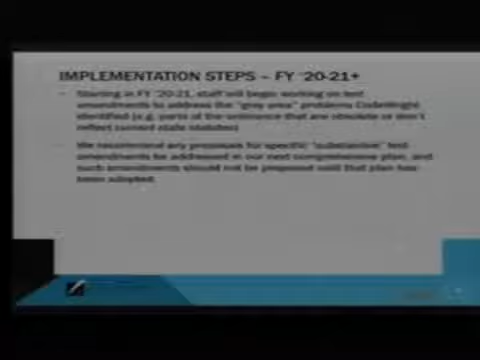 IMPLEMENTATION STEPS – FY '20-21+
- Starting in FY '20-21, staff will begin working on text
amendments to address the "gray area" problems CodeWright
identified (e.g. parts of the ordinance that are obsolete or don't
reflect current state statutes)
We recommend any proposals for specific "substantive" text
amendments be addressed in our next comprehensive plan, and
such amendments should not be proposed until that plan has
been adopted.